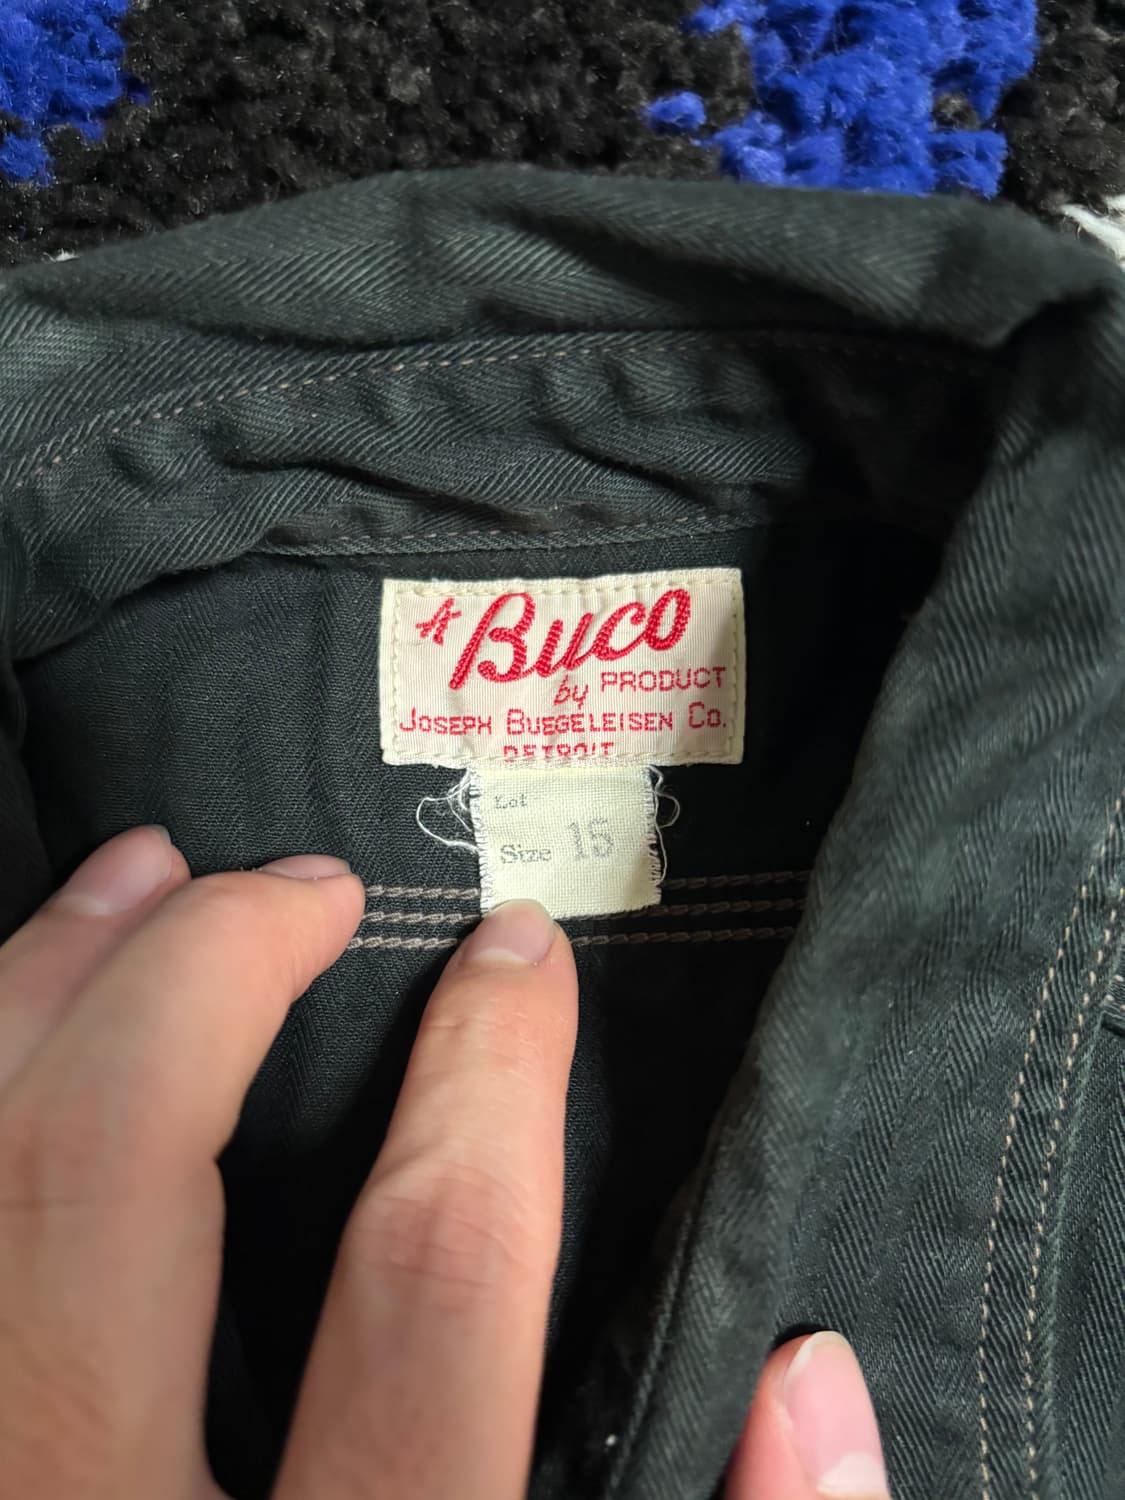 A Buco
by PRODUCT
JOSEPH BUEGELEISEN CO.
DETROIT
Lot
Size 15